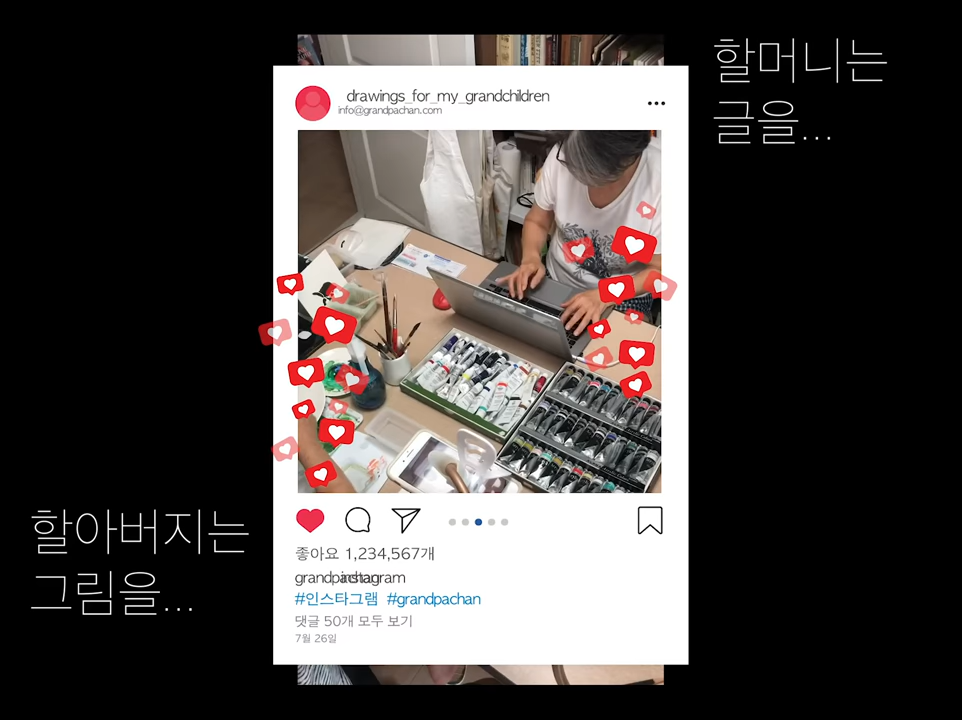 할머니는
글을...
drawings_for_my_grandchildren
info@grandpachan.com
할아버지는
그림을...
좋아요 1,234,567개
#인스타그램 #grandpachan
댓글 50개 모두 보기
7월 26일